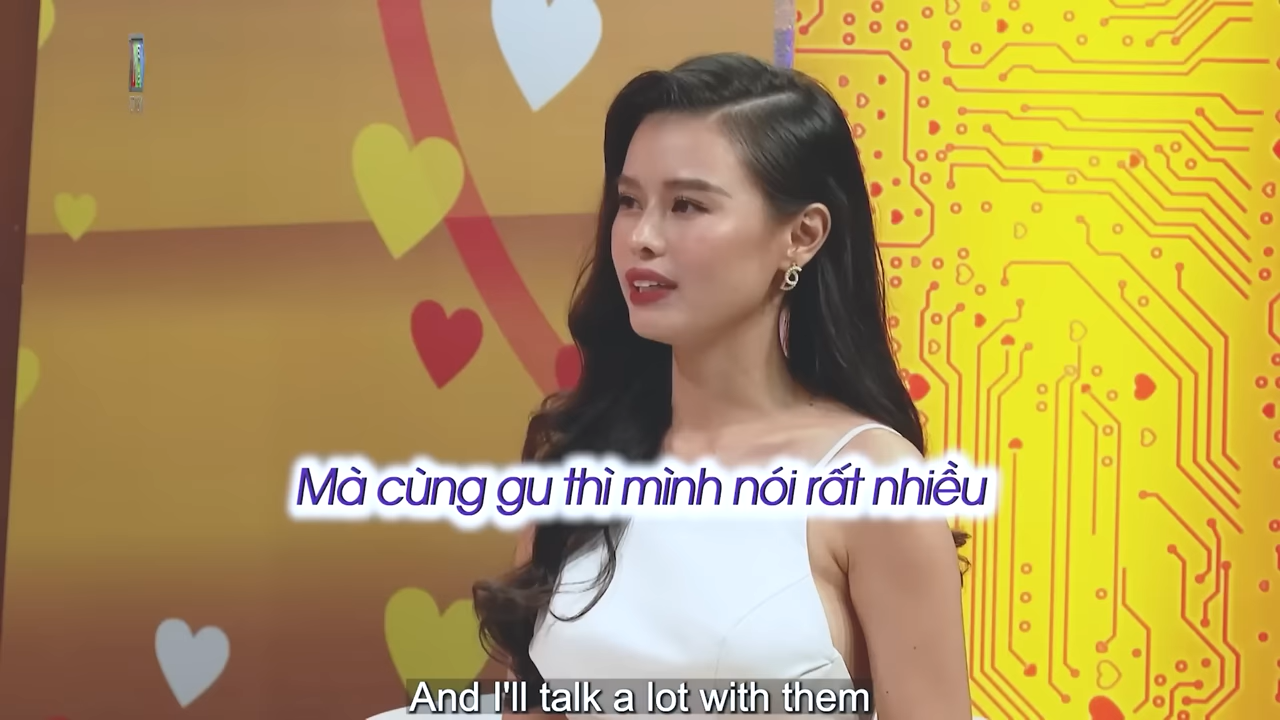 Mà cùng gu thì mình nói rất nhiều
And I'll talk a lot with them